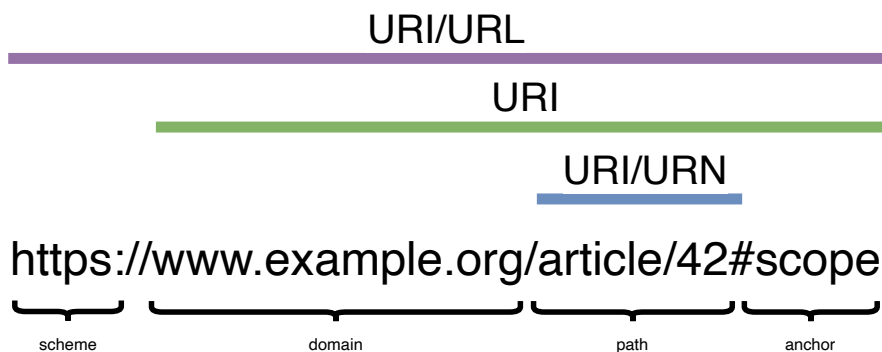 URI/URL
URI
URI/URN
https://www.example.org/article/42#scope
scheme domain path anchor